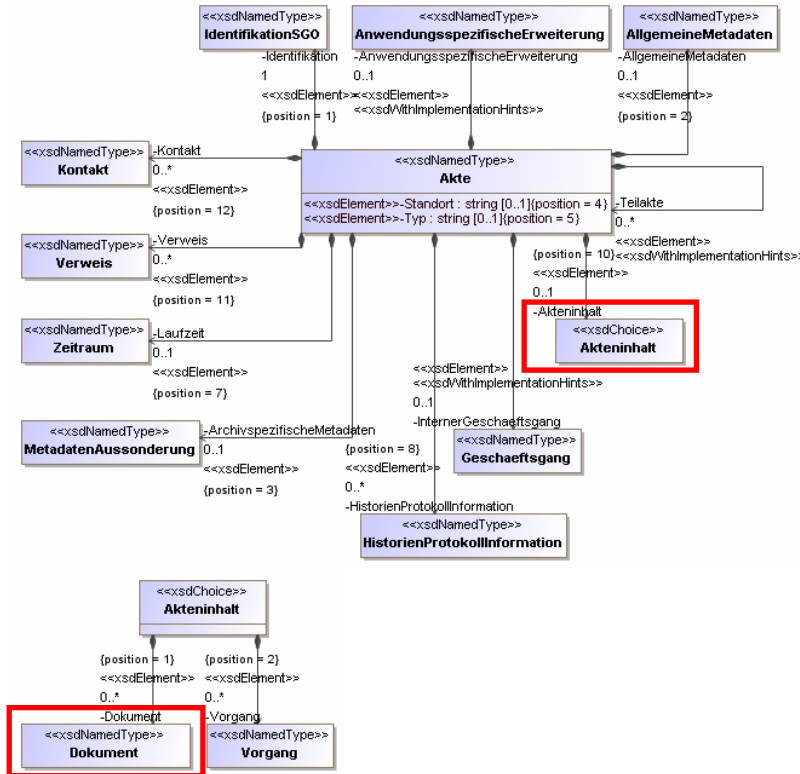 <<xsdNamedType>>
IdentifikationSGO
<<xsdNamedType>>
AnwendungsspezifischeErweiterung
<<xsdNamedType>>
AllgemeineMetadaten
-Identifikation
1
<<xsdElement>>
{position = 1}
-AnwendungsspezifischeErweiterung
0..1
<<xsdElement>>
<<xsdWithImplementationHints>>
-AllgemeineMetadaten
0..1
<<xsdElement>>
{position = 2}
<<xsdNamedType>>
Kontakt
-Kontakt
0..*
<<xsdElement>>
{position = 12}
<<xsdNamedType>>
Akte
<<xsdElement>>-Standort : string [0..1]{position = 4}
<<xsdElement>>-Typ : string [0..1]{position = 5}
-Teilakte
0..*
<<xsdElement>>
<<xsdWithImplementationHints>>
<<xsdNamedType>>
Verweis
-Verweis
0..*
<<xsdElement>>
{position = 11}
{position = 10}
<<xsdElement>>
0..1
-Akteninhalt
<<xsdChoice>>
Akteninhalt
<<xsdNamedType>>
Zeitraum
-Laufzeit
0..1
<<xsdElement>>
{position = 7}
<<xsdElement>>
<<xsdWithImplementationHints>>
0..1
-InternerGeschaeftsgang
<<xsdNamedType>>
Geschaeftsgang
<<xsdNamedType>>
MetadatenAussonderung
-ArchivspezifischeMetadaten
0..1
<<xsdElement>>
{position = 3}
{position = 8}
<<xsdElement>>
0..*
-HistorienProtokollInformation
<<xsdNamedType>>
HistorienProtokollInformation
<<xsdChoice>>
Akteninhalt
{position = 1}
<<xsdElement>>
0..*
-Dokument
{position = 2}
<<xsdElement>>
0..*
-Vorgang
<<xsdNamedType>>
Dokument
<<xsdNamedType>>
Vorgang